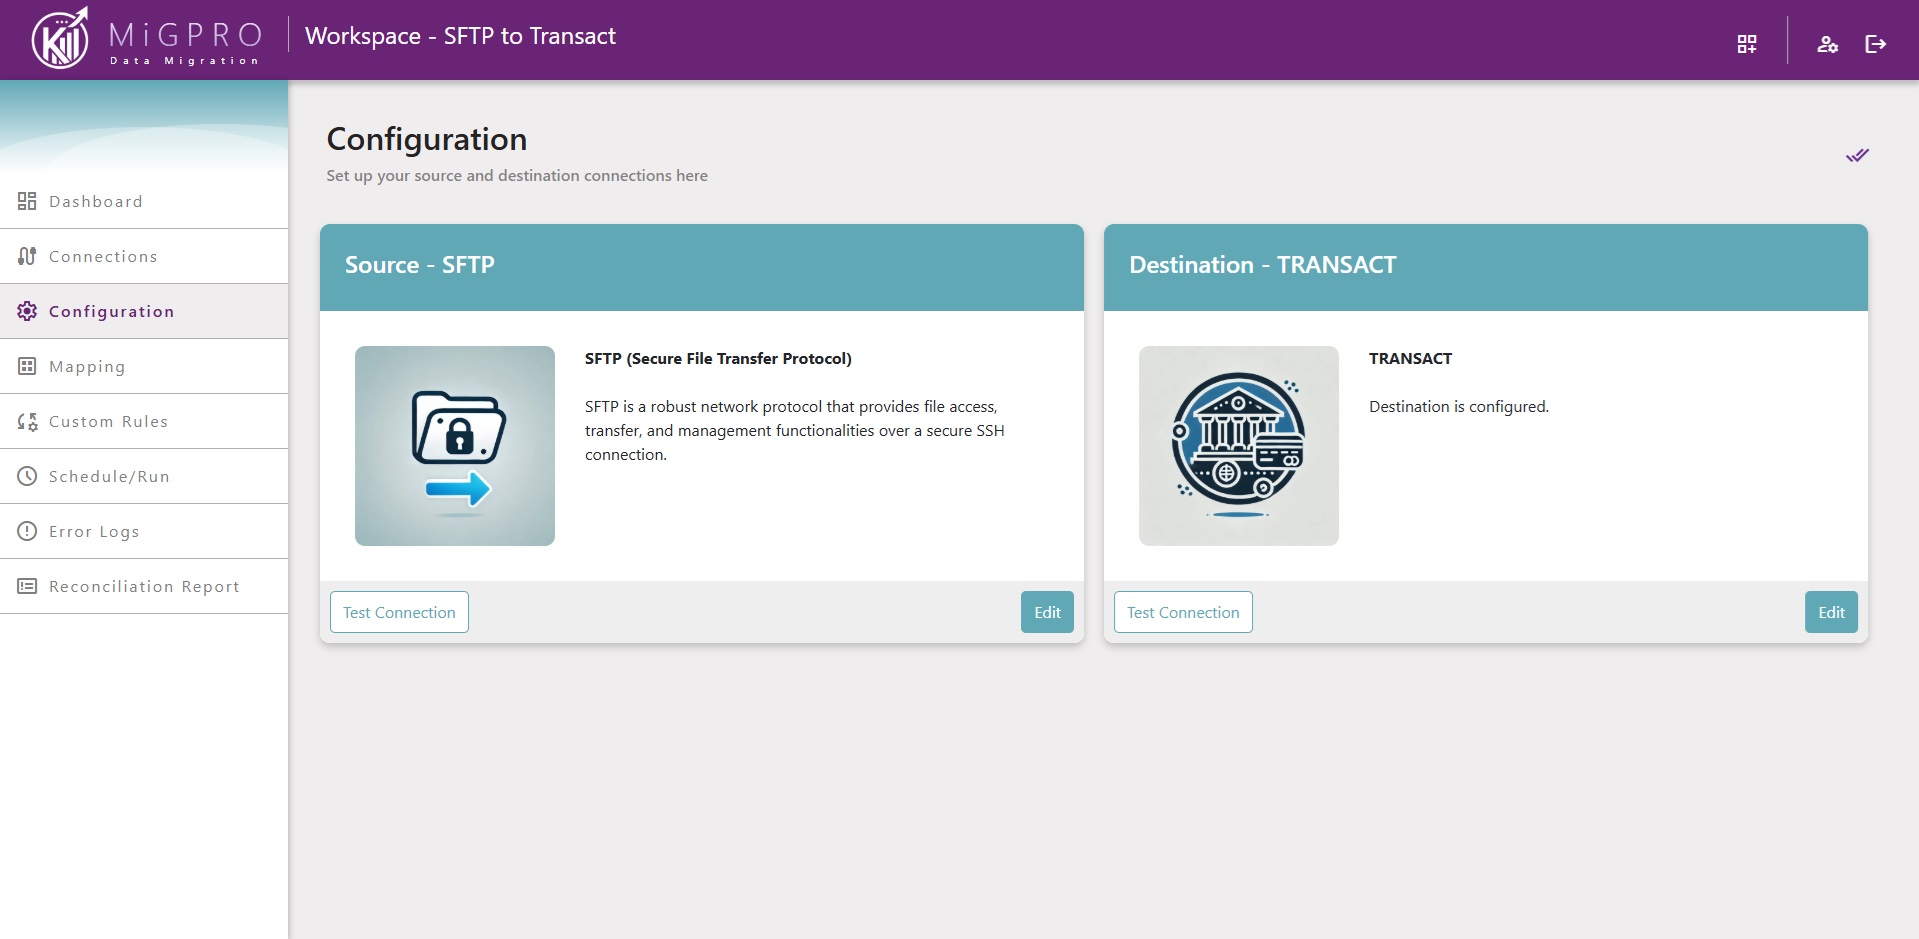 MiGPRO
Data Migration
Workspace - SFTP to Transact
Dashboard
Connections
Configuration
Mapping
Custom Rules
Schedule/Run
Error Logs
Reconciliation Report
Configuration
Set up your source and destination connections here
Source - SFTP
SFTP (Secure File Transfer Protocol)
SFTP is a robust network protocol that provides file access,
transfer, and management functionalities over a secure SSH
connection.
Test Connection
Edit
Destination - TRANSACT
TRANSACT
Destination is configured.
Test Connection
Edit